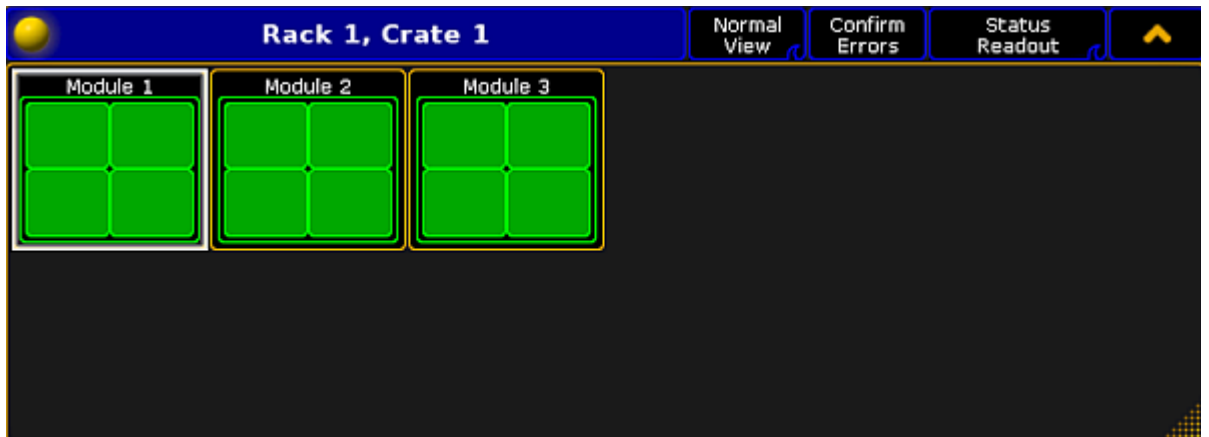 Rack 1, Crate 1
Normal
View
Confirm
Errors
Status
Readout
Module 1
Module 2
Module 3